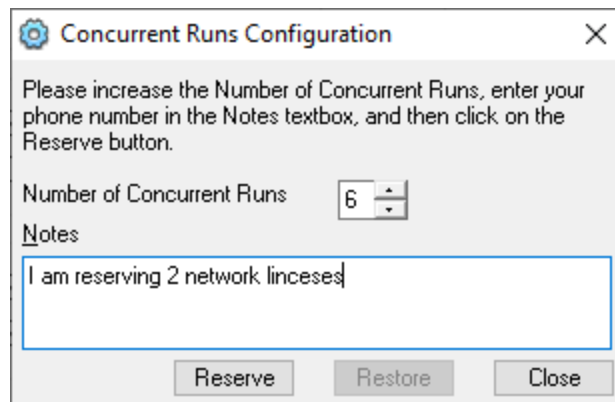 Concurrent Runs Configuration
Please increase the Number of Concurrent Runs, enter your
phone number in the Notes textbox, and then click on the
Reserve button.
Number of Concurrent Runs 6
Notes
I am reserving 2 network linceses
Reserve Restore Close